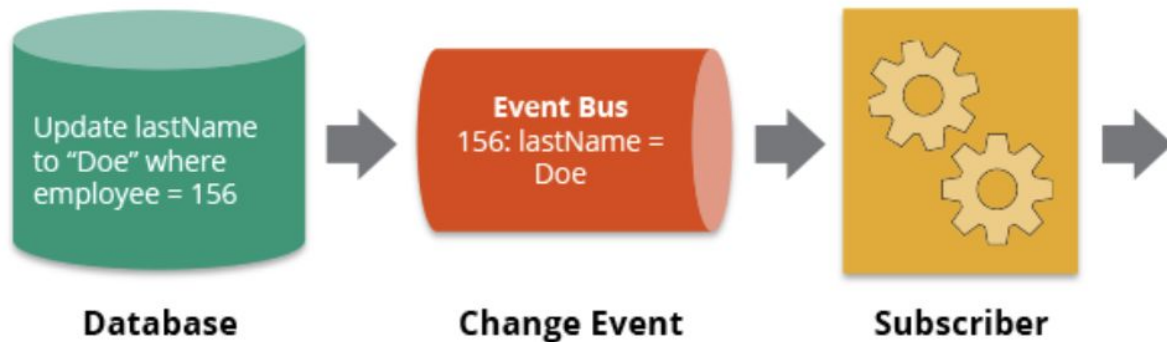 Update lastName
to “Doe” where
employee = 156
Event Bus
156: lastName =
Doe
Database
Change Event
Subscriber